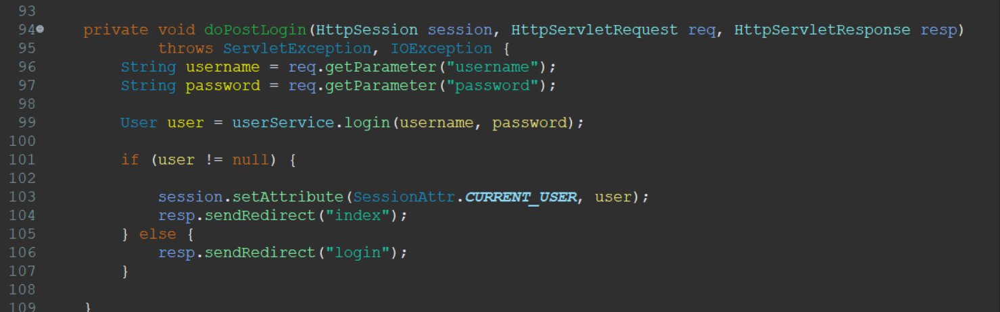 93
94 private void doPostLogin(HttpSession session, HttpServletRequest req, HttpServletResponse resp)
95 throws ServletException, IOException {
96 String username = req.getParameter("username");
97 String password = req.getParameter("password");
98
99 User user = userService.login(username, password);
100
101 if (user != null) {
102
103 session.setAttribute(SessionAttr.CURRENT_USER, user);
104 resp.sendRedirect("index");
105 } else {
106 resp.sendRedirect("login");
107 }
108
109 }